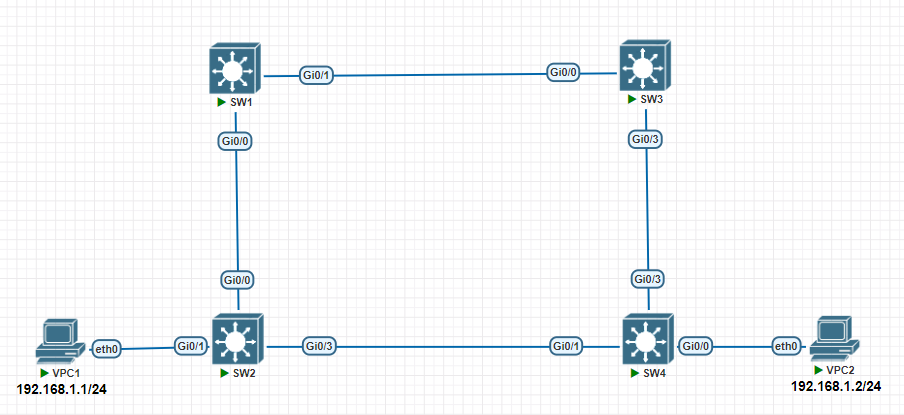 Gi0/1
Gi0/0
SW1
SW3
Gi0/0
Gi0/3
Gi0/0
Gi0/3
eth0
Gi0/1
Gi0/3
Gi0/1
Gi0/0
eth0
VPC1
SW2
SW4
VPC2
192.168.1.1/24
192.168.1.2/24